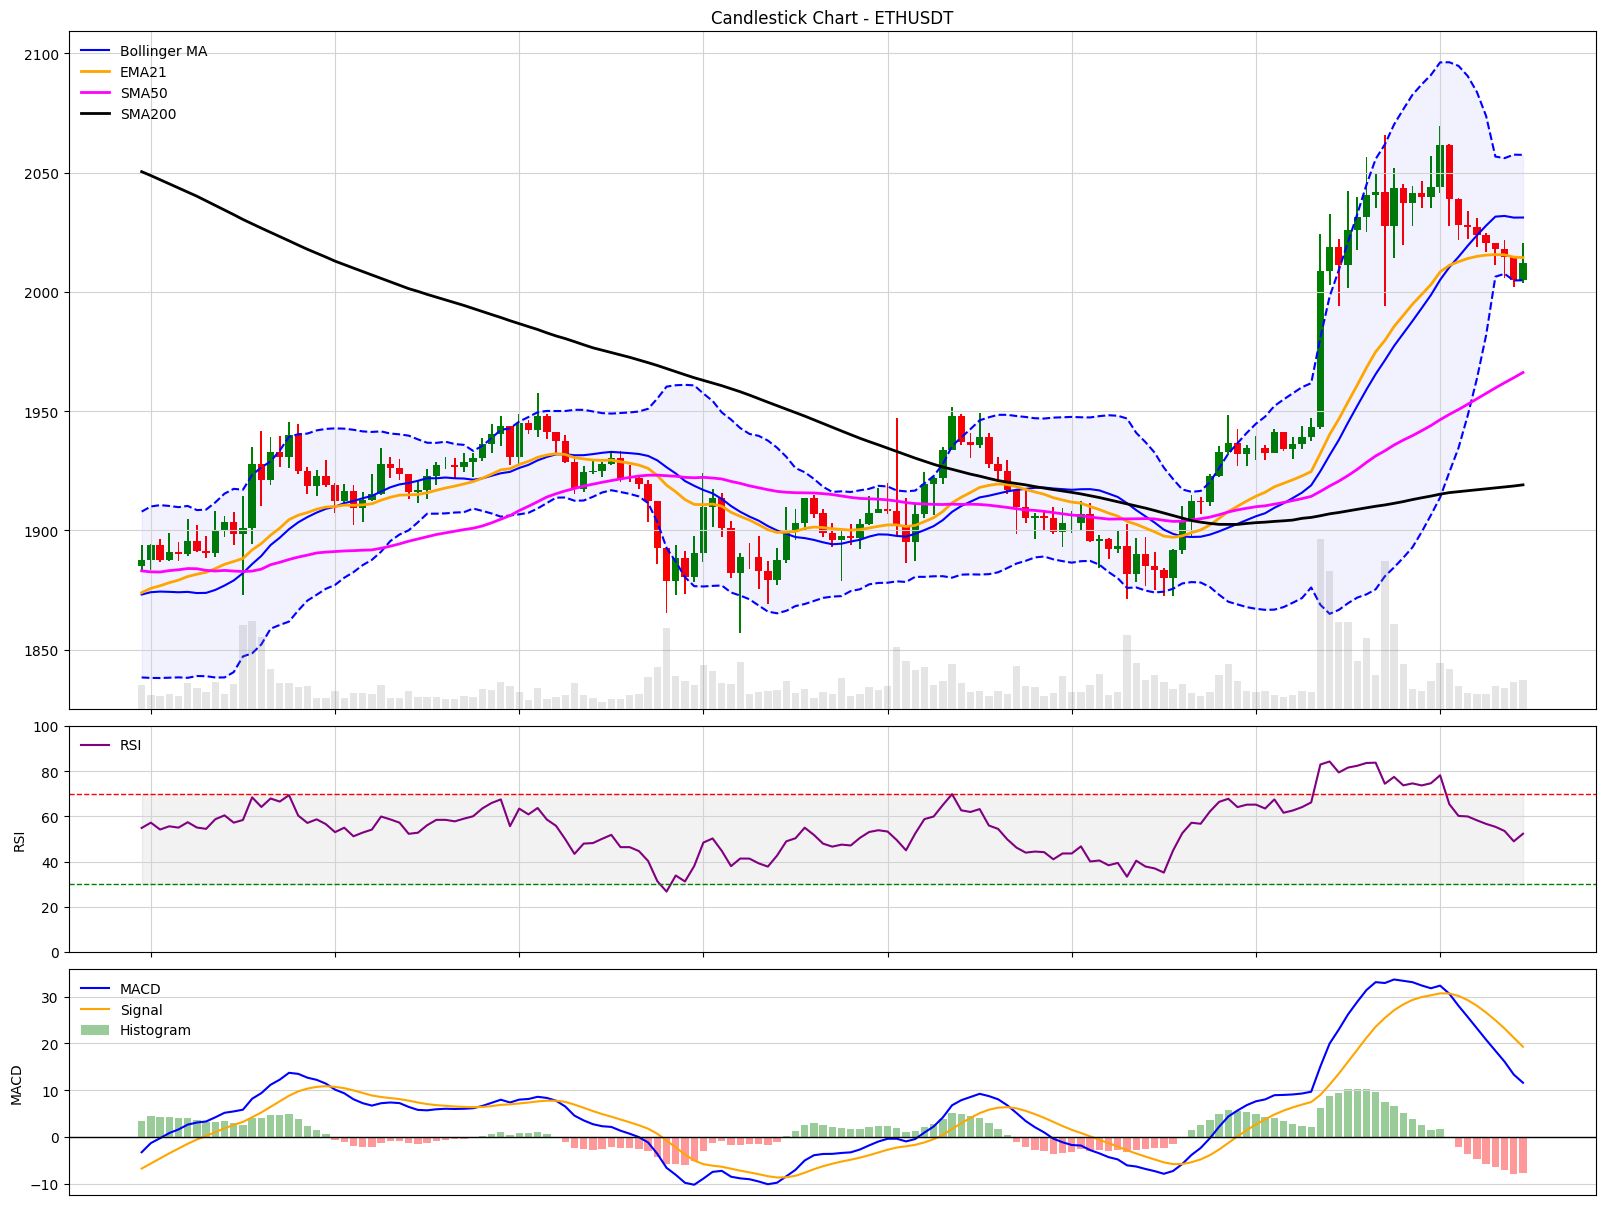 Candlestick Chart - ETHUSDT
Bollinger MA
EMA21
SMA50
SMA200
2100
2050
2000
1950
1900
1850
RSI
100
80
60
40
20
0
RSI
MACD
Signal
Histogram
30
20
10
0
−10
MACD